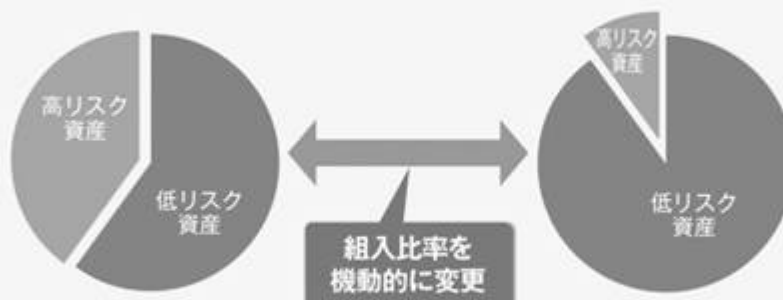 高リスク
資産
低リスク
資産
組入比率を
機動的に変更
高リスク
資産
低リスク
資産